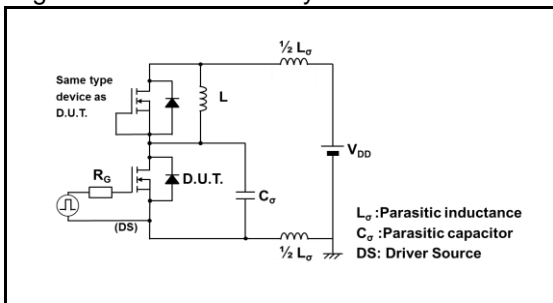 ½ Lσ
Same type
device as
D.U.T.
L
VDD
RG
D.U.T.
Cσ
(DS)
½ Lσ
Lσ :Parasitic inductance
Cσ :Parasitic capacitor
DS: Driver Source